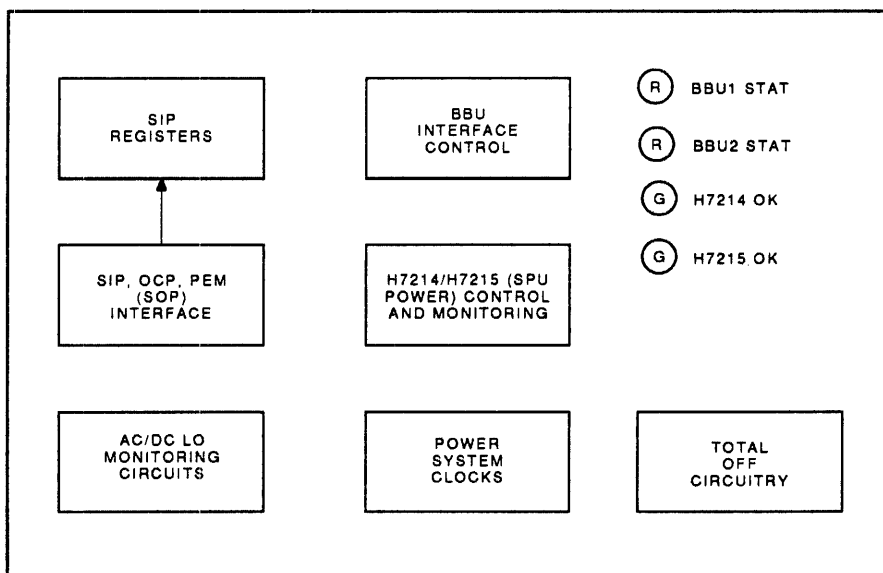 SIP
REGISTERS
BBU
INTERFACE
CONTROL
R BBU1 STAT
R BBU2 STAT
G H7214 OK
G H7215 OK
SIP, OCP, PEM
(SOP)
INTERFACE
H7214/H7215 (SPU
POWER) CONTROL
AND MONITORING
AC/DC LO
MONITORING
CIRCUITS
POWER
SYSTEM
CLOCKS
TOTAL
OFF
CIRCUITRY